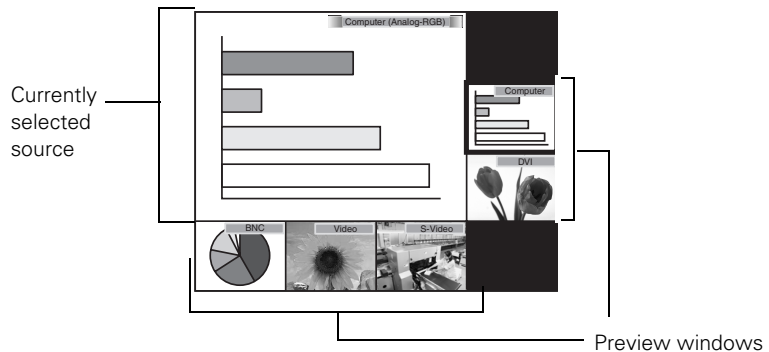 Computer (Analog-RGB)
Currently
selected
source
Computer
DVI
BNC
Video
S-Video
Preview windows